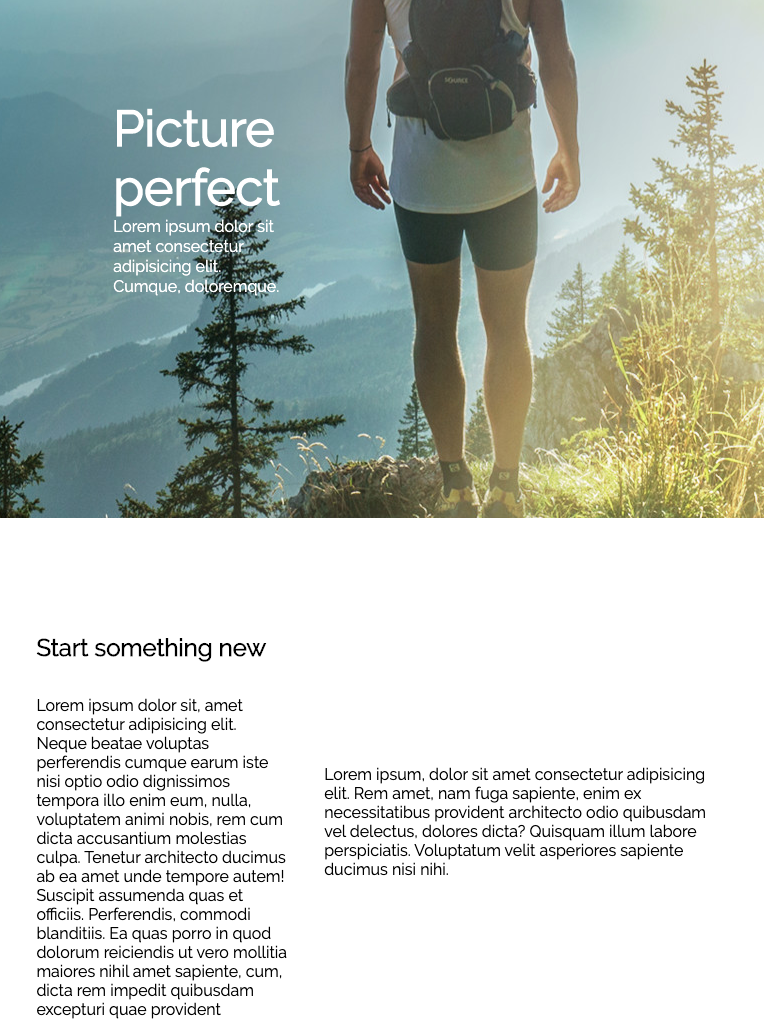 SOURCE
Picture
perfect
Lorem ipsum dolor sit
amet consectetur
adipisicing elit.
Cumque, doloremque.
Start something new
Lorem ipsum dolor sit, amet
consectetur adipisicing elit.
Neque beatae voluptas
perferendis cumque earum iste
nisi optio odio dignissimos
tempora illo enim eum, nulla,
voluptatem animi nobis, rem cum
dicta accusantium molestias
culpa. Tenetur architecto ducimus
ab ea amet unde tempore autem!
Suscipit assumenda quas et
officiis. Perferendis, commodi
blanditiis. Ea quas porro in quod
dolorum reiciendis ut vero mollitia
maiores nihil amet sapiente, cum,
dicta rem impedit quibusdam
excepturi quae provident
Lorem ipsum, dolor sit amet consectetur adipisicing
elit. Rem amet, nam fuga sapiente, enim ex
necessitatibus provident architecto odio quibusdam
vel delectus, dolores dicta? Quisquam illum labore
perspiciatis. Voluptatum velit asperiores sapiente
ducimus nisi nihi.